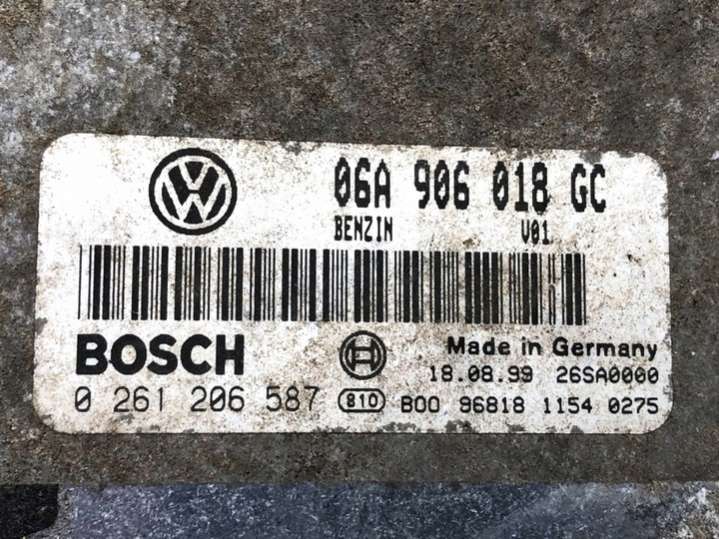 06A 906 018 GC
BENZIN V01
BOSCH
Made in Germany
18.08.99 26SA0000
0 261 206 587 810 B00 96818 1154 0275